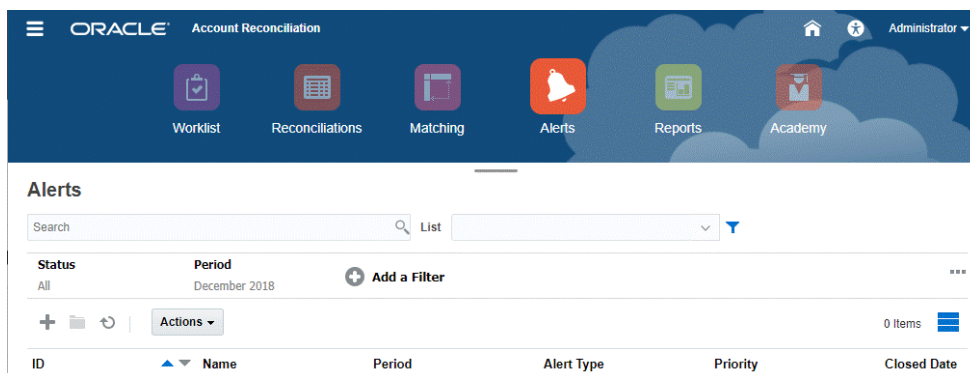 ORACLE Account Reconciliation Administrator
Worklist Reconciliations Matching Alerts Reports Academy
Alerts
Search List
Status Period
All December 2018
Add a Filter
Actions 0 Items
ID Name Period Alert Type Priority Closed Date